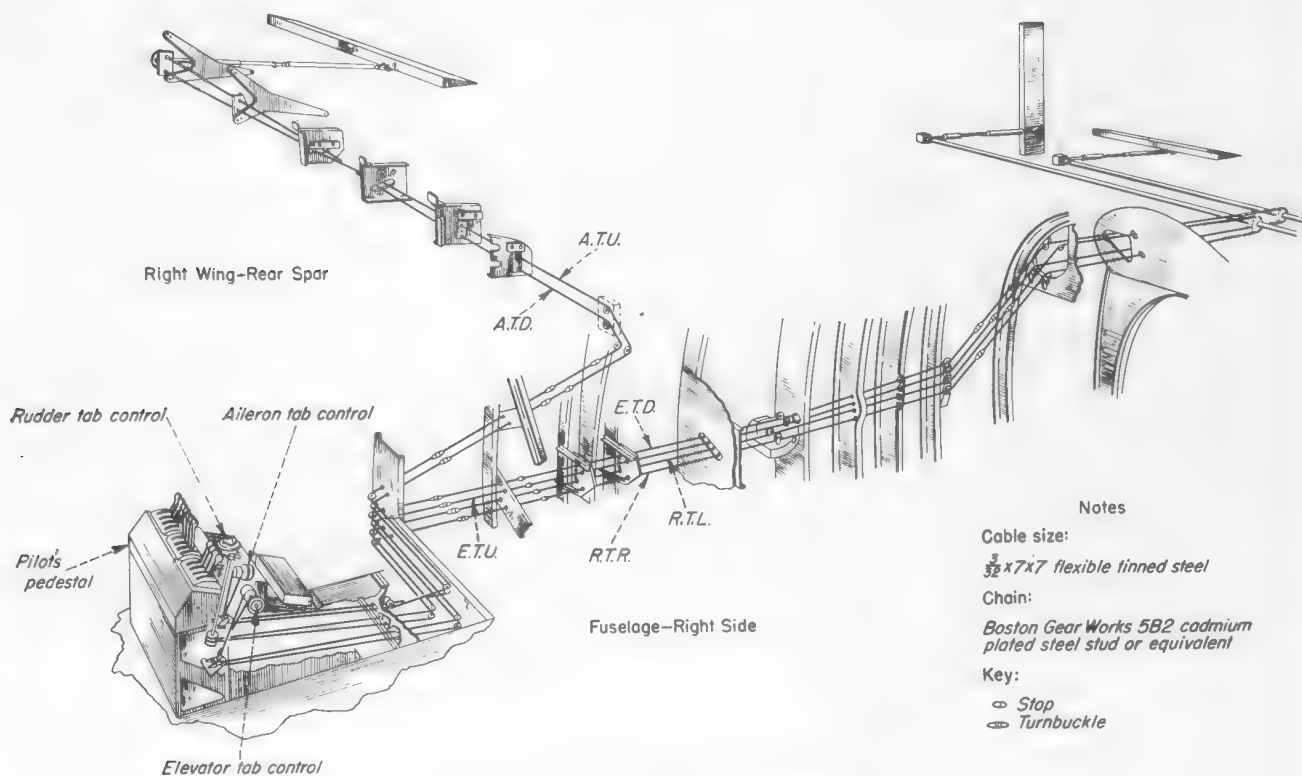 Right Wing-Rear Spar
A.T.U.
A.T.D.
Rudder tab control
Aileron tab control
E.T.D.
R.T.L.
R.T.R.
E.T.U.
Pilot's
pedestal
Fuselage-Right Side
Elevator tab control
Notes
Cable size:
3/32 x 7 x 7 flexible tinned steel
Chain:
Boston Gear Works 5B2 cadmium
plated steel stud or equivalent
Key:
Stop
Turnbuckle